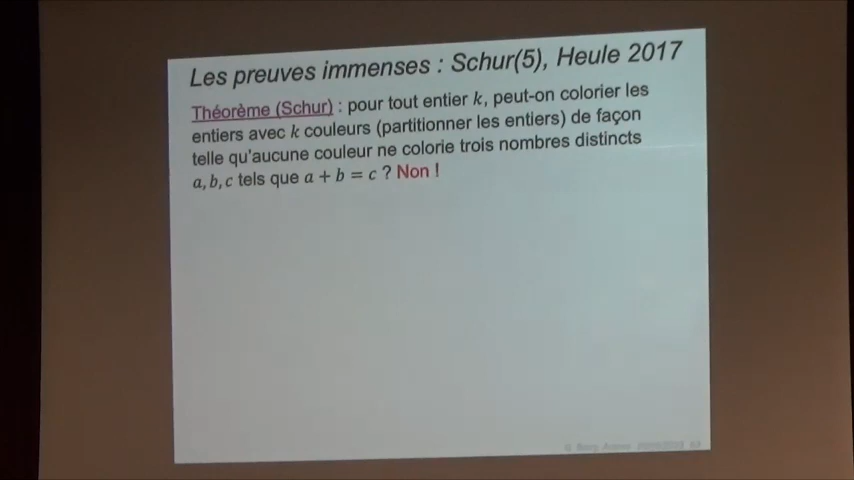 Les preuves immenses : Schur(5), Heule 2017
Théorème (Schur) : pour tout entier k, peut-on colorier les
entiers avec k couleurs (partitionner les entiers) de façon
telle qu'aucune couleur ne colorie trois nombres distincts
a, b, c tels que a + b = c ? Non !